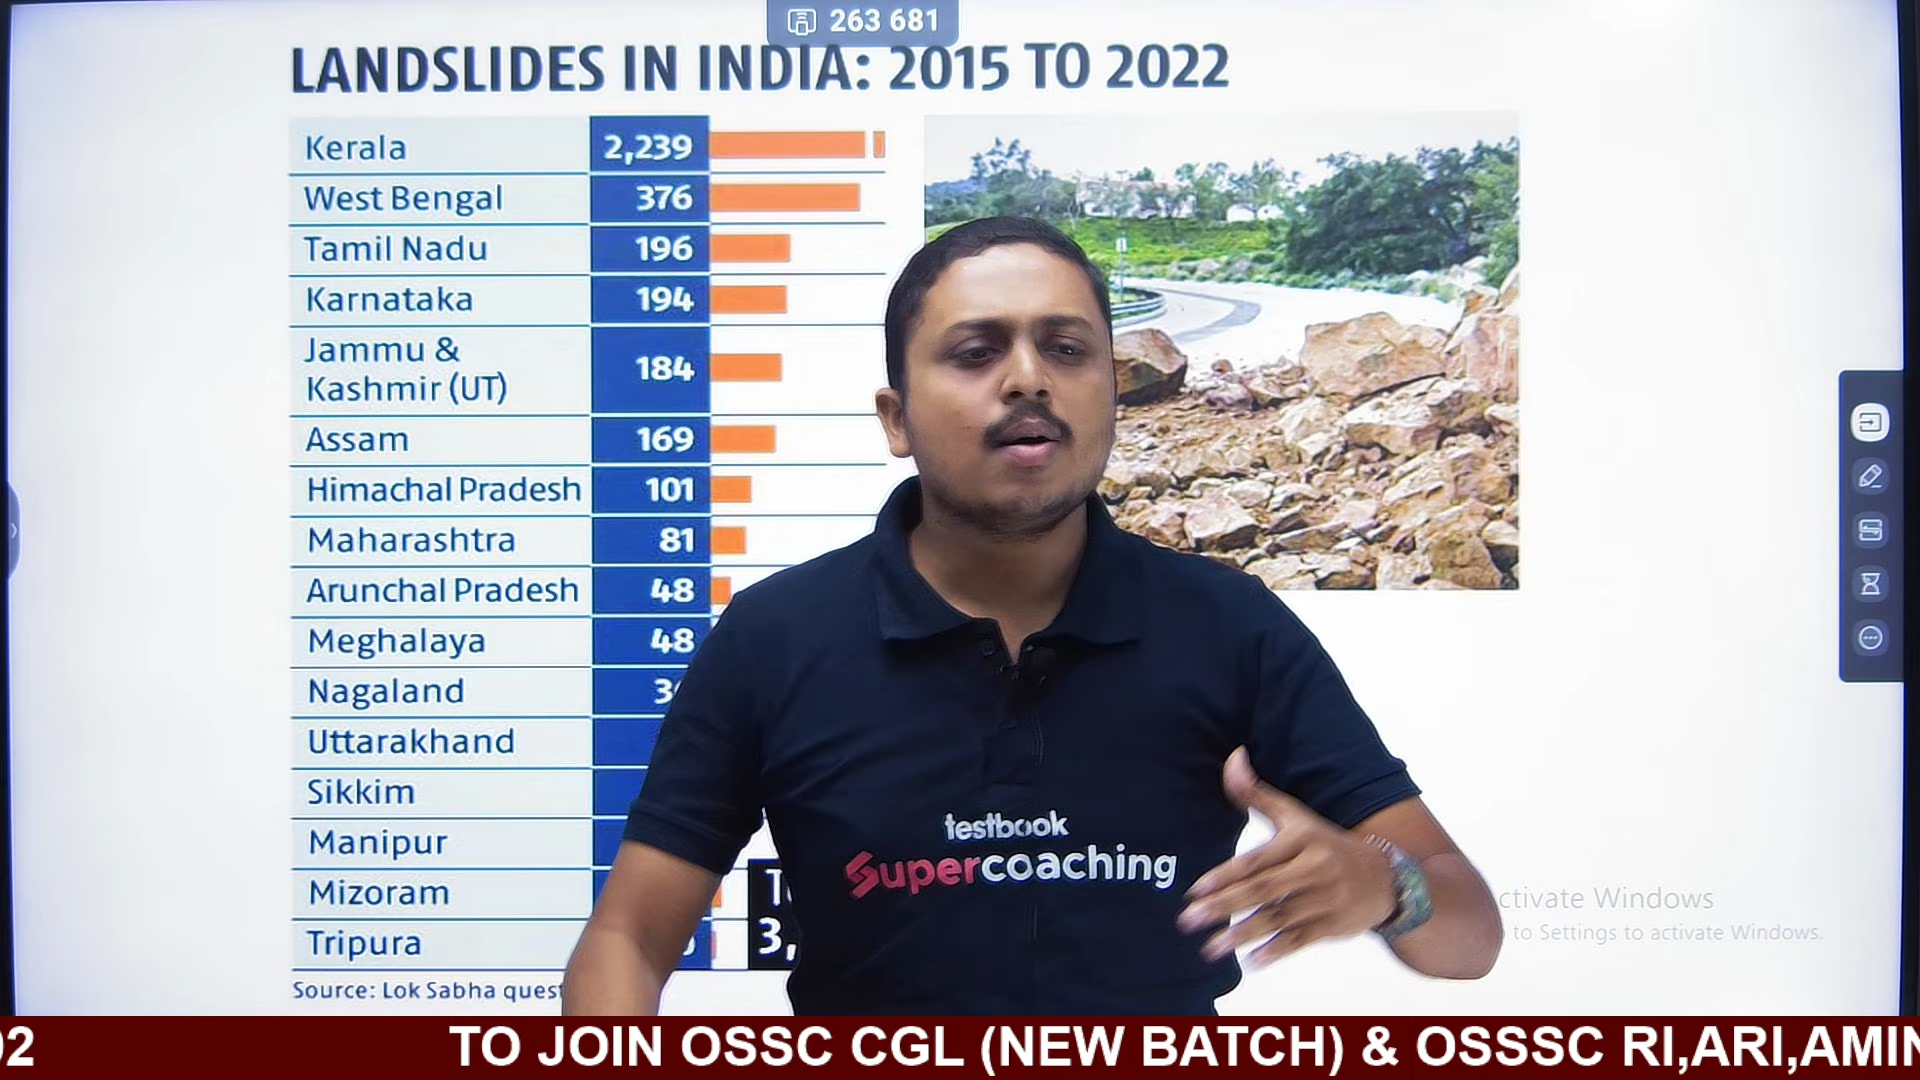 263 681
LANDSLIDES IN INDIA: 2015 TO 2022
Kerala 2,239
West Bengal 376
Tamil Nadu 196
Karnataka 194
Jammu &
Kashmir (UT) 184
Assam 169
Himachal Pradesh 101
Maharashtra 81
Arunchal Pradesh 48
Meghalaya 48
Nagaland
Uttarakhand
Sikkim
Manipur
Mizoram
Tripura
Source: Lok Sabha
testbook
Supercoaching
Windows
to Settings to activate Windows.
TO JOIN OSSC CGL (NEW BATCH) & OSSSC RI,ARI,AMIN